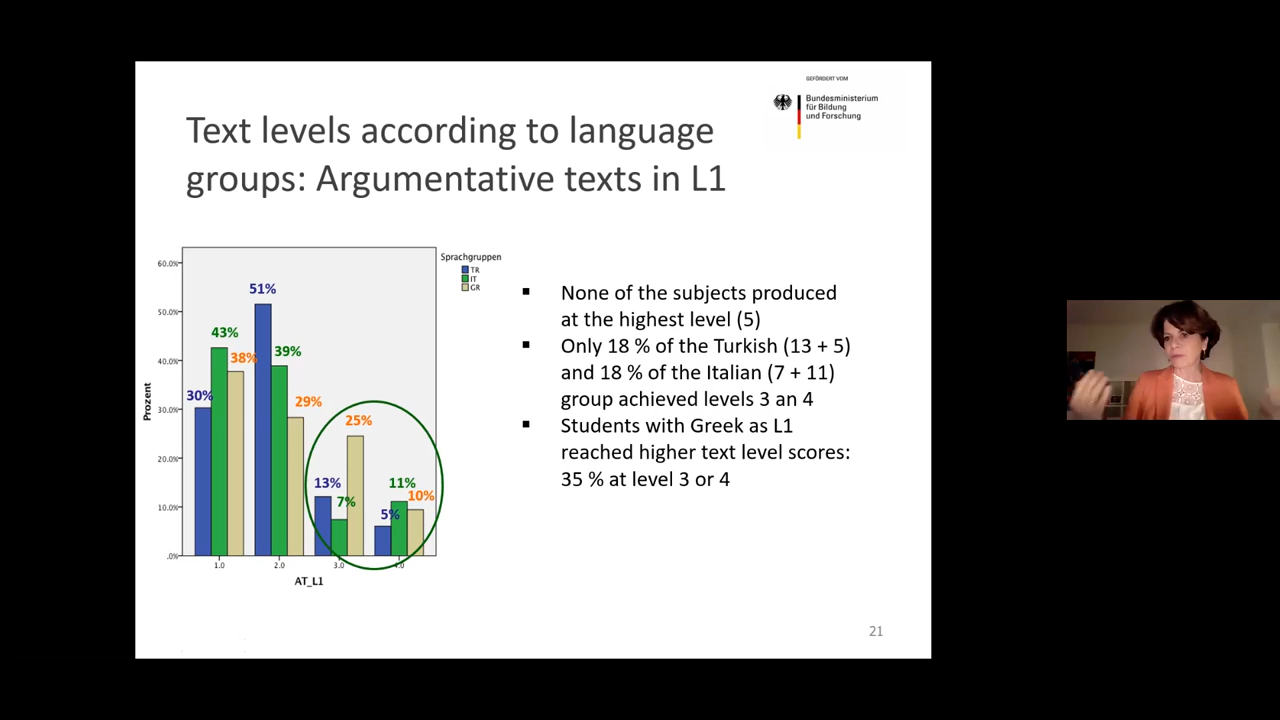 GEFÖRDERT VOM
Bundesministerium
für Bildung
und Forschung
Text levels according to language
groups: Argumentative texts in L1
Sprachgruppen
TR
IT
GR
60.0%
50.0%
40.0%
30.0%
20.0%
10.0%
.0%
Prozent
30%
43%
38%
51%
39%
29%
13%
7%
25%
5%
11%
10%
1.0
2.0
3.0
4.0
AT_L1
▪ None of the subjects produced
at the highest level (5)
▪ Only 18 % of the Turkish (13 + 5)
and 18 % of the Italian (7 + 11)
group achieved levels 3 an 4
▪ Students with Greek as L1
reached higher text level scores:
35 % at level 3 or 4
21